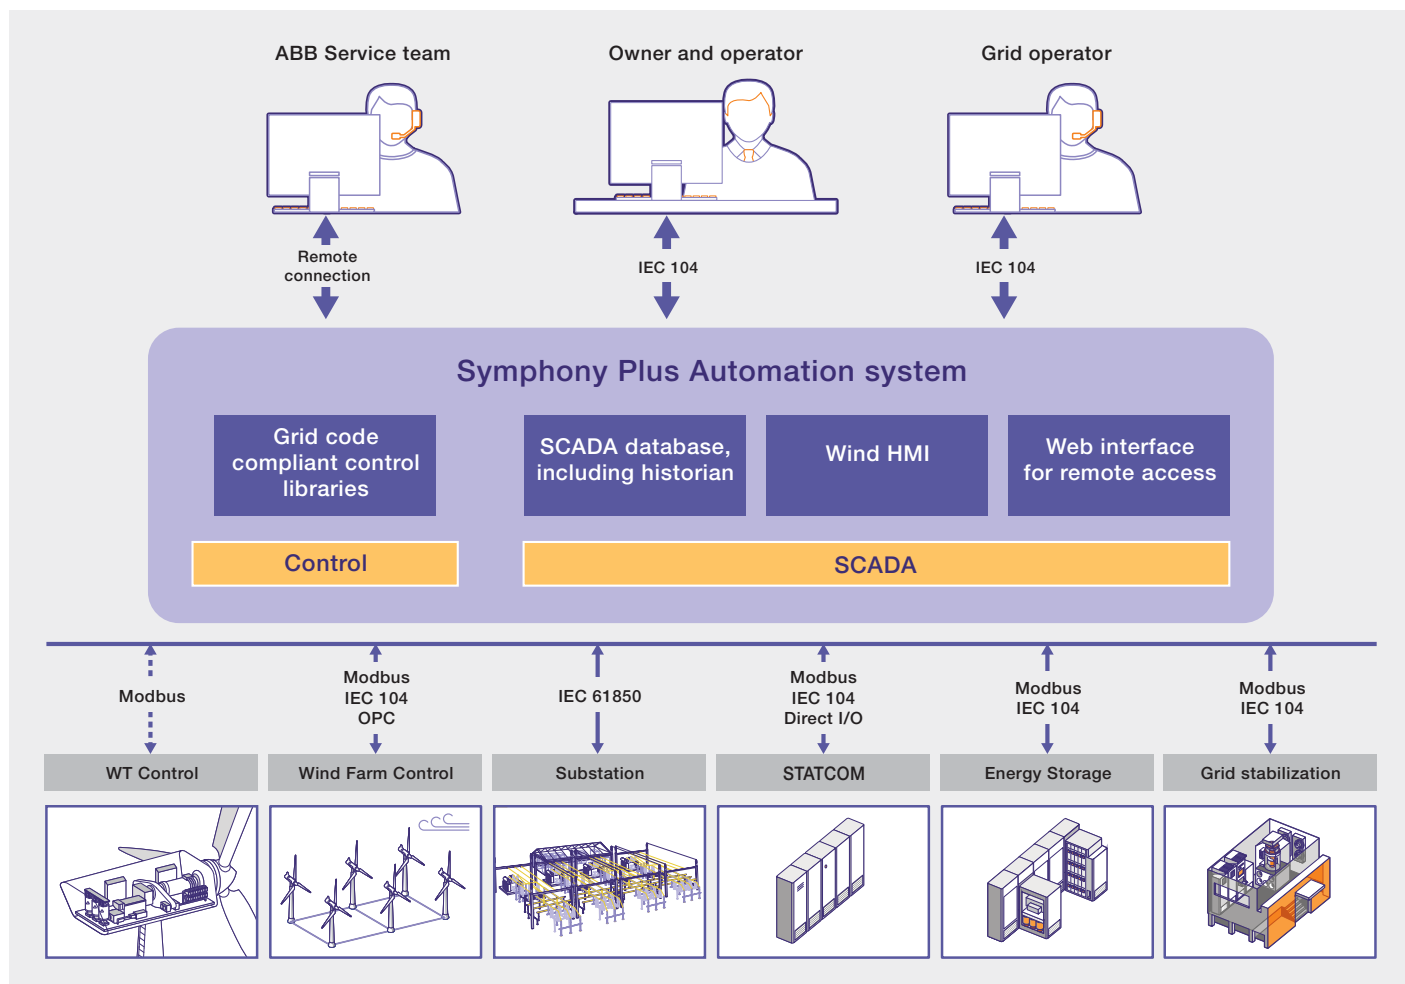 ABB Service team
Owner and operator
Grid operator
Remote
connection
IEC 104
IEC 104
Symphony Plus Automation system
Grid code
compliant control
libraries
SCADA database,
including historian
Wind HMI
Web interface
for remote access
Control
SCADA
Modbus
Modbus
IEC 104
OPC
IEC 61850
Modbus
IEC 104
Direct I/O
Modbus
IEC 104
Modbus
IEC 104
WT Control
Wind Farm Control
Substation
STATCOM
Energy Storage
Grid stabilization